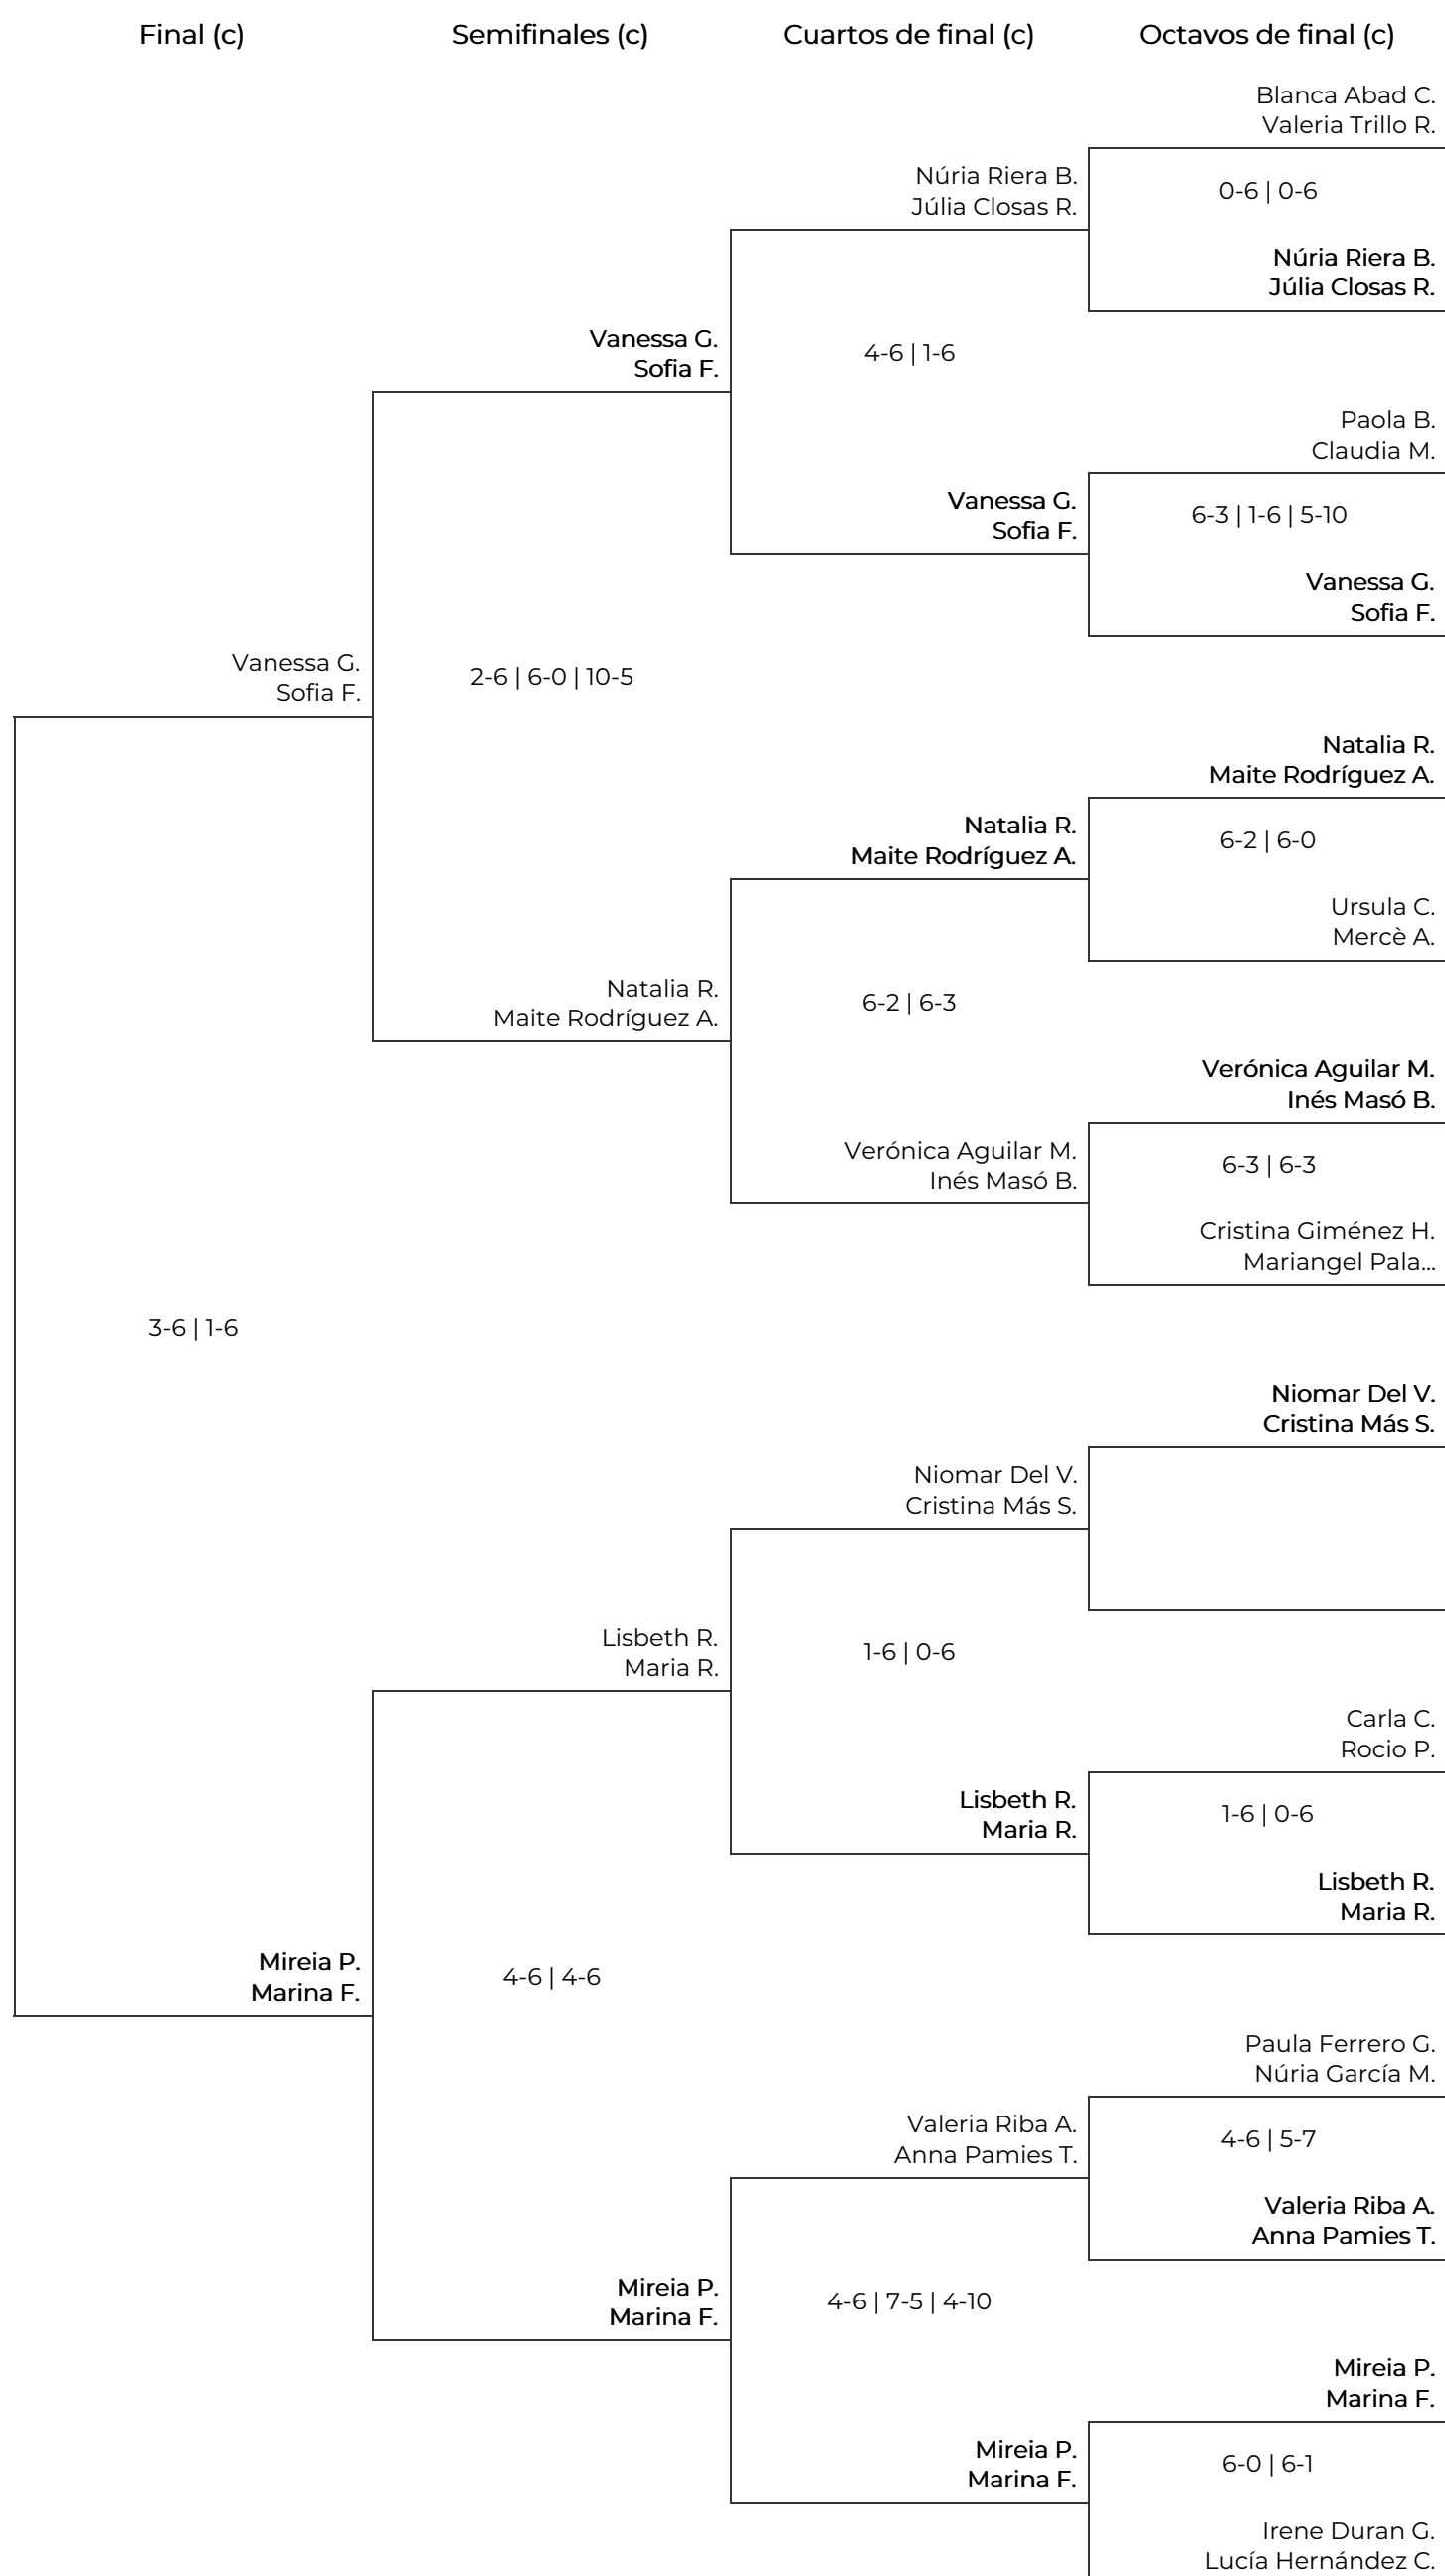 Final (c) Semifinales (c) Cuartos de final (c) Octavos de final (c)
Blanca Abad C.
Valeria Trillo R.
Núria Riera B.
Júlia Closas R.
0-6 | 0-6
Núria Riera B.
Júlia Closas R.
Vanessa G.
Sofia F.
4-6 | 1-6
Paola B.
Claudia M.
Vanessa G.
Sofia F.
6-3 | 1-6 | 5-10
Vanessa G.
Sofia F.
Vanessa G.
Sofia F.
2-6 | 6-0 | 10-5
Natalia R.
Maite Rodríguez A.
Natalia R.
Maite Rodríguez A.
6-2 | 6-0
Ursula C.
Mercè A.
Natalia R.
Maite Rodríguez A.
6-2 | 6-3
Verónica Aguilar M.
Inés Masó B.
Verónica Aguilar M.
Inés Masó B.
6-3 | 6-3
Cristina Giménez H.
Mariangel Pala...
3-6 | 1-6
Niomar Del V.
Cristina Más S.
Niomar Del V.
Cristina Más S.
Lisbeth R.
Maria R.
1-6 | 0-6
Carla C.
Rocio P.
Lisbeth R.
Maria R.
1-6 | 0-6
Lisbeth R.
Maria R.
Mireia P.
Marina F.
4-6 | 4-6
Paula Ferrero G.
Núria García M.
Valeria Riba A.
Anna Pamies T.
4-6 | 5-7
Valeria Riba A.
Anna Pamies T.
Mireia P.
Marina F.
4-6 | 7-5 | 4-10
Mireia P.
Marina F.
Mireia P.
Marina F.
6-0 | 6-1
Irene Duran G.
Lucía Hernández C.